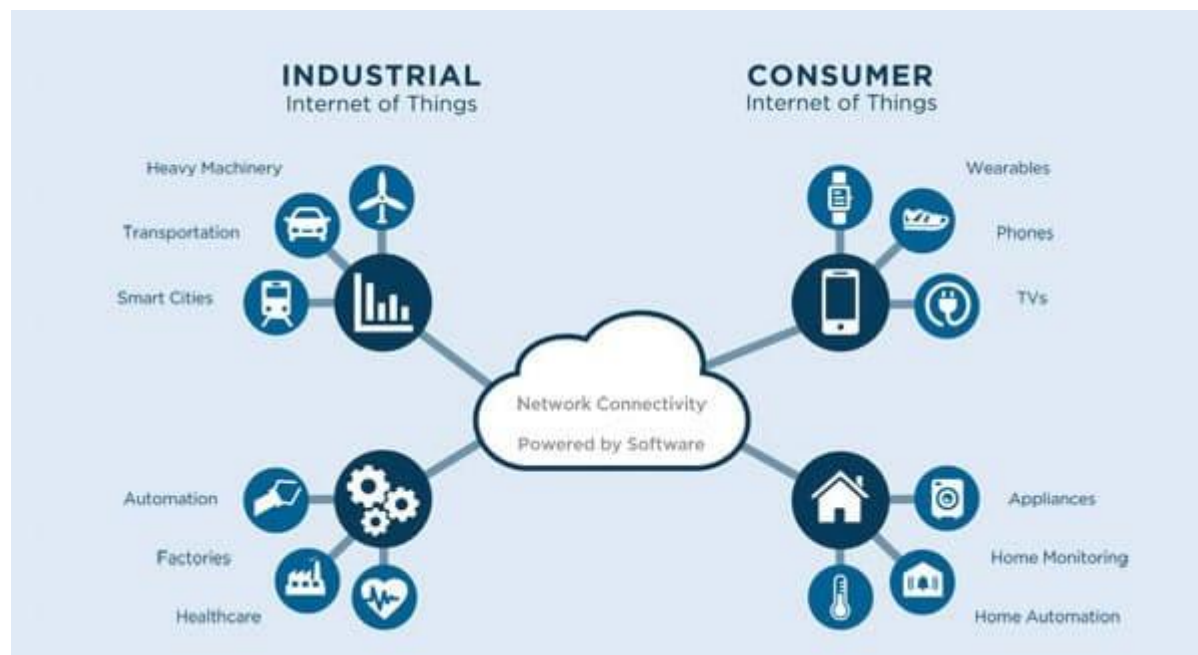 INDUSTRIAL
Internet of Things
Heavy Machinery
Transportation
Smart Cities
Automation
Factories
Healthcare
Network Connectivity
Powered by Software
CONSUMER
Internet of Things
Wearables
Phones
TVs
Appliances
Home Monitoring
Home Automation